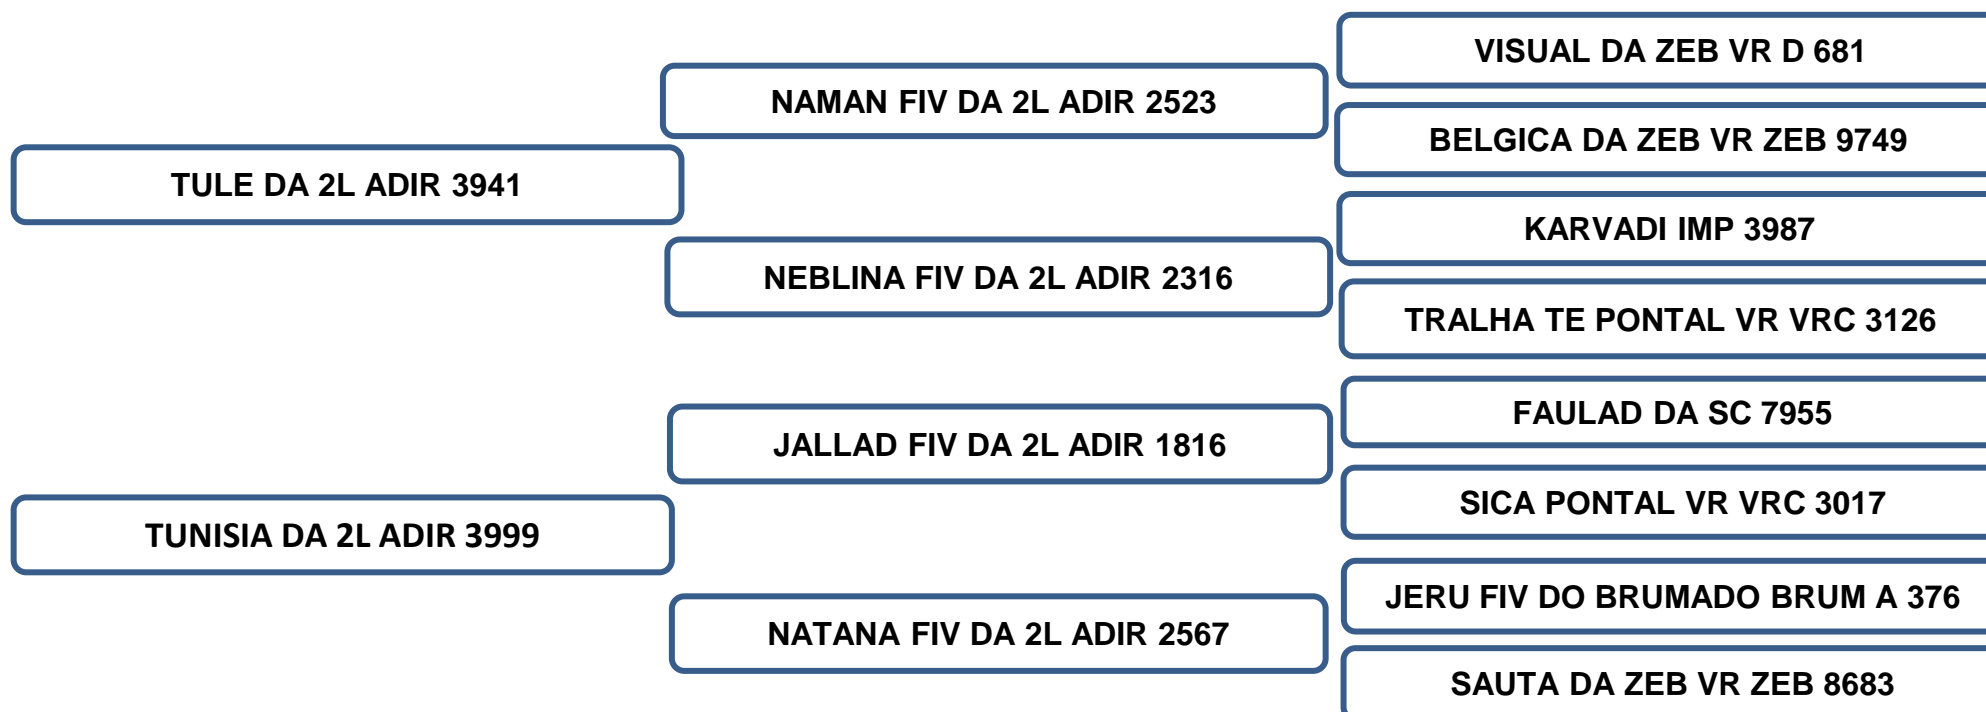 VISUAL DA ZEB VR D 681
NAMAN FIV DA 2L ADIR 2523
BELGICA DA ZEB VR ZEB 9749
TULE DA 2L ADIR 3941
KARVADI IMP 3987
NEBLINA FIV DA 2L ADIR 2316
TRALHA TE PONTAL VR VRC 3126
FAULAD DA SC 7955
JALLAD FIV DA 2L ADIR 1816
SICA PONTAL VR VRC 3017
TUNISIA DA 2L ADIR 3999
JERU FIV DO BRUMADO BRUM A 376
NATANA FIV DA 2L ADIR 2567
SAUTA DA ZEB VR ZEB 8683